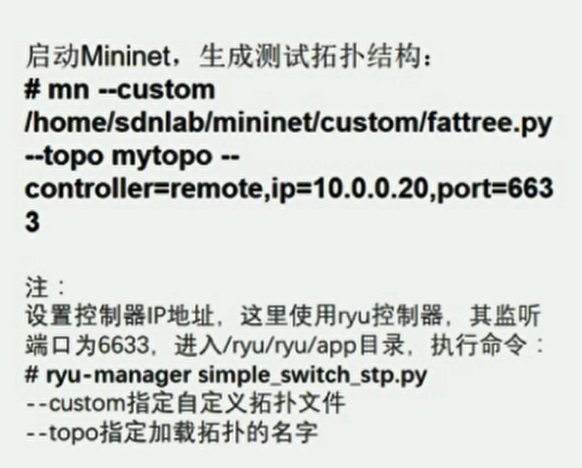 启动Mininet，生成测试拓扑结构：
# mn --custom
/home/sdnlab/mininet/custom/fattree.py
--topo mytopo --
controller=remote,ip=10.0.0.20,port=663
3
注：
设置控制器IP地址，这里使用ryu控制器，其监听
端口为6633，进入/ryu/ryu/app目录，执行命令：
# ryu-manager simple_switch_stp.py
--custom指定自定义拓扑文件
--topo指定加载拓扑的名字